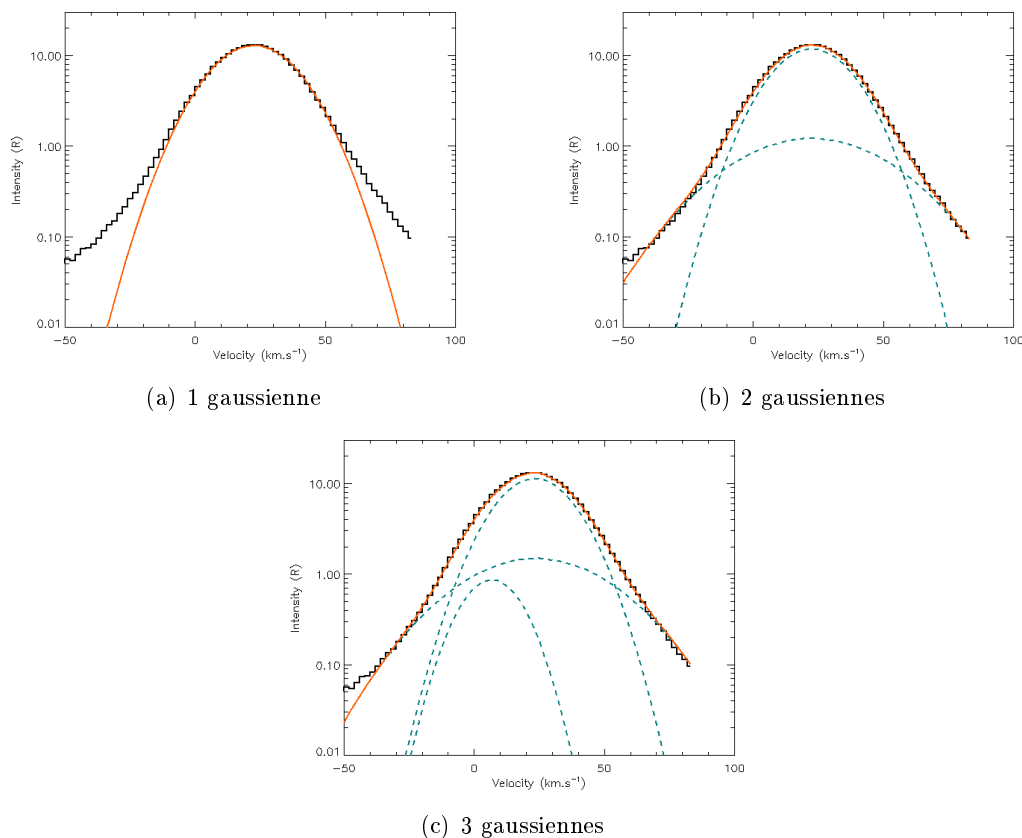 10.00
1.00
0.10
0.01
Intensity (R)
−50
0
50
100
Velocity (km.s⁻¹)
(a) 1 gaussienne
10.00
1.00
0.10
0.01
Intensity (R)
−50
0
50
100
Velocity (km.s⁻¹)
(b) 2 gaussiennes
10.00
1.00
0.10
0.01
Intensity (R)
−50
0
50
100
Velocity (km.s⁻¹)
(c) 3 gaussiennes